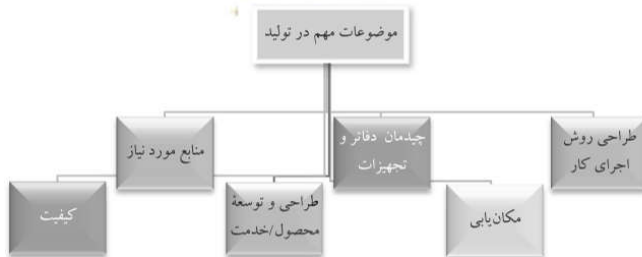 موضوعات مهم در تولید
طراحی روش
اجرای کار
چیدمان دفاتر و
تجهیزات
منابع مورد نیاز
مکان‌یابی
طراحی و توسعهٔ
محصول/خدمت
کیفیت